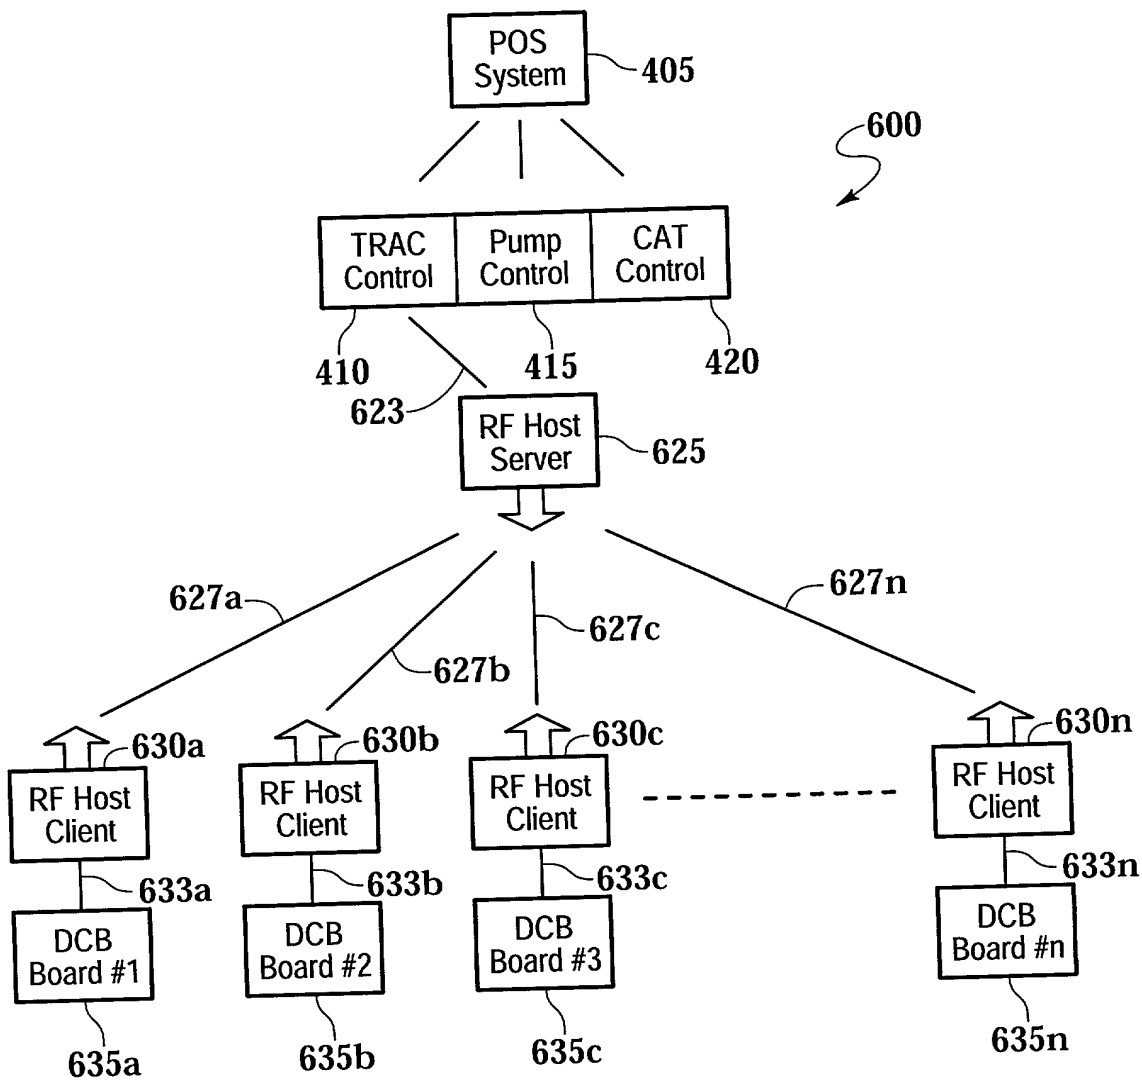 POS
System
405
600
TRAC
Control
Pump
Control
CAT
Control
410
415
420
623
RF Host
Server
625
627a
627b
627c
627n
630a
630b
630c
630n
RF Host
Client
RF Host
Client
RF Host
Client
RF Host
Client
633a
633b
633c
633n
DCB
Board #1
DCB
Board #2
DCB
Board #3
DCB
Board #n
635a
635b
635c
635n